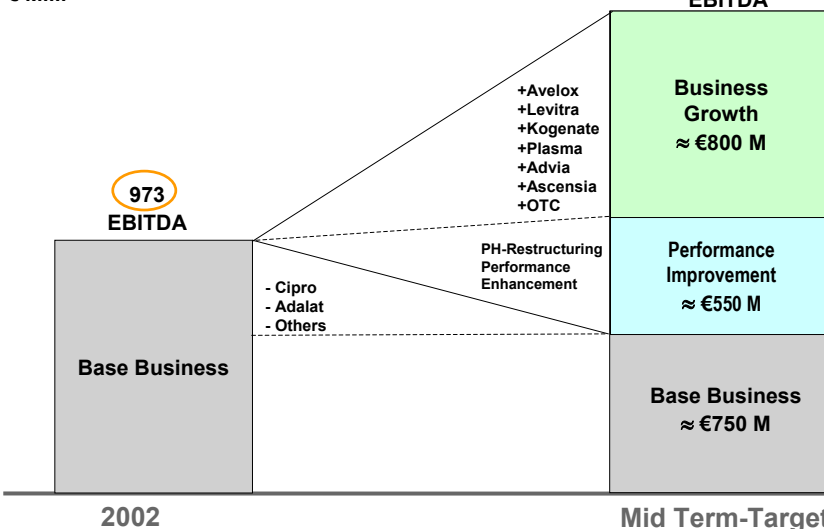 EBITDA
Business
Growth
≈ €800 M
+Avelox
+Levitra
+Kogenate
+Plasma
+Advia
+Ascensia
+OTC
973
EBITDA
PH-Restructuring
Performance
Enhancement
Performance
Improvement
≈ €550 M
- Cipro
- Adalat
- Others
Base Business
Base Business
≈ €750 M
2002
Mid Term-Target